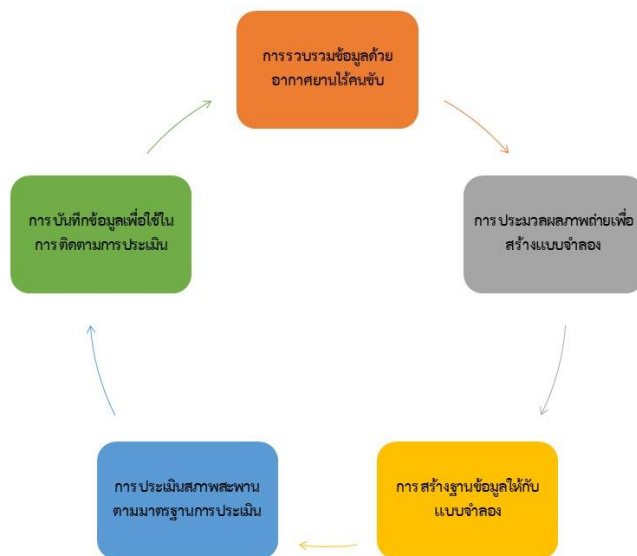 การรวบรวมข้อมูลด้วย
อากาศยานไร้คนขับ
การประมวลผลภาพถ่ายเพื่อ
สร้างแบบจำลอง
การสร้างฐานข้อมูลให้กับ
แบบจำลอง
การประเมินสภาพสะพาน
ตามมาตรฐานการประเมิน
การบันทึกข้อมูลเพื่อใช้ใน
การติดตามการประเมิน